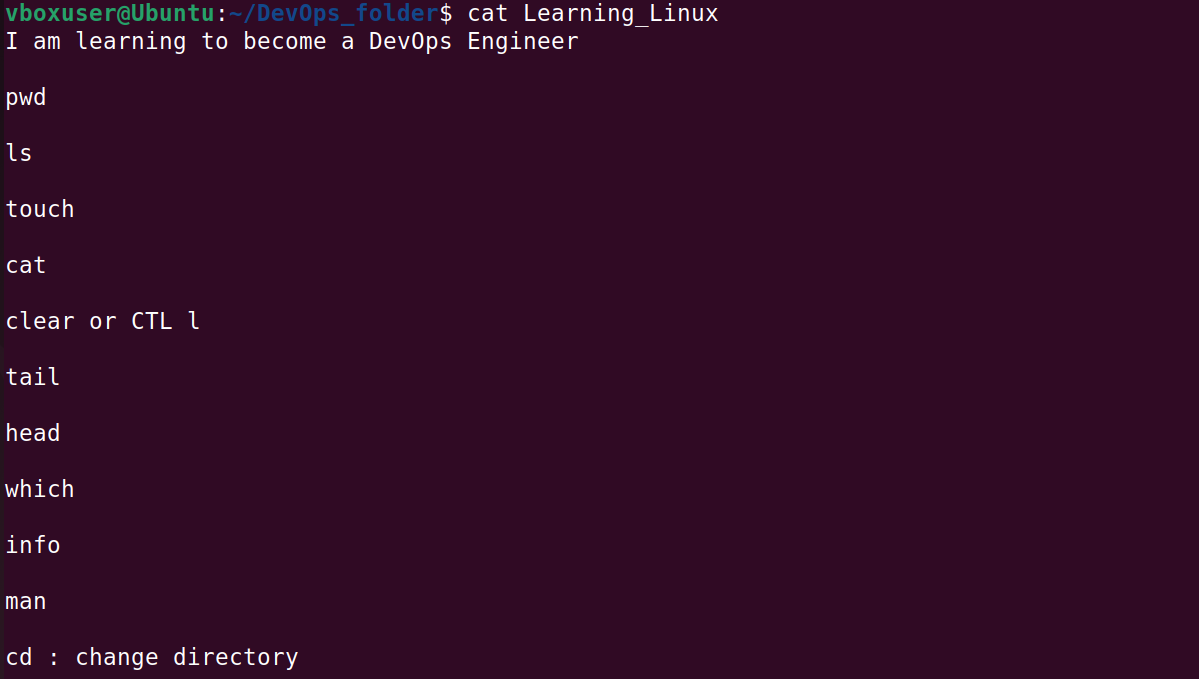 vboxuser@Ubuntu:~/DevOps_folder$ cat Learning_Linux
I am learning to become a DevOps Engineer
pwd
ls
touch
cat
clear or CTL l
tail
head
which
info
man
cd : change directory